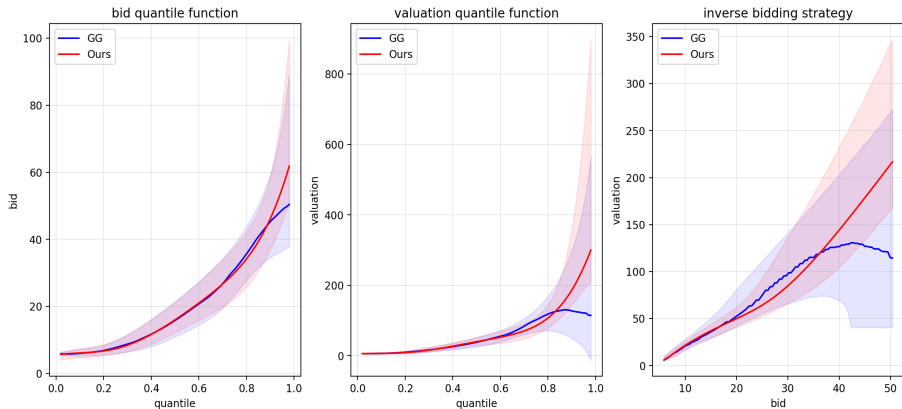 bid quantile function
GG
Ours
100
80
60
40
20
0
bid
0.0 0.2 0.4 0.6 0.8 1.0
quantile
valuation quantile function
GG
Ours
800
600
400
200
0
valuation
0.0 0.2 0.4 0.6 0.8 1.0
quantile
inverse bidding strategy
GG
Ours
350
300
250
200
150
100
50
0
valuation
10 20 30 40 50
bid